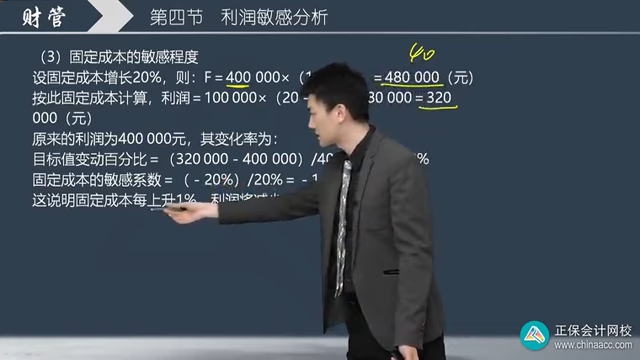 财管
第四节 利润敏感分析
40
（3）固定成本的敏感程度
设固定成本增长20%，则：F＝400 000×（1 ＝480 000（元）
按此固定成本计算，利润＝100 000×（20 80 000＝320
000（元）
原来的利润为400 000元，其变化率为：
目标值变动百分比＝（320 000－400 000）/40 %
固定成本的敏感系数＝（－20%）/20%＝－1
这说明固定成本每上升1%，利润将减少
正保会计网校
www.chinaacc.com